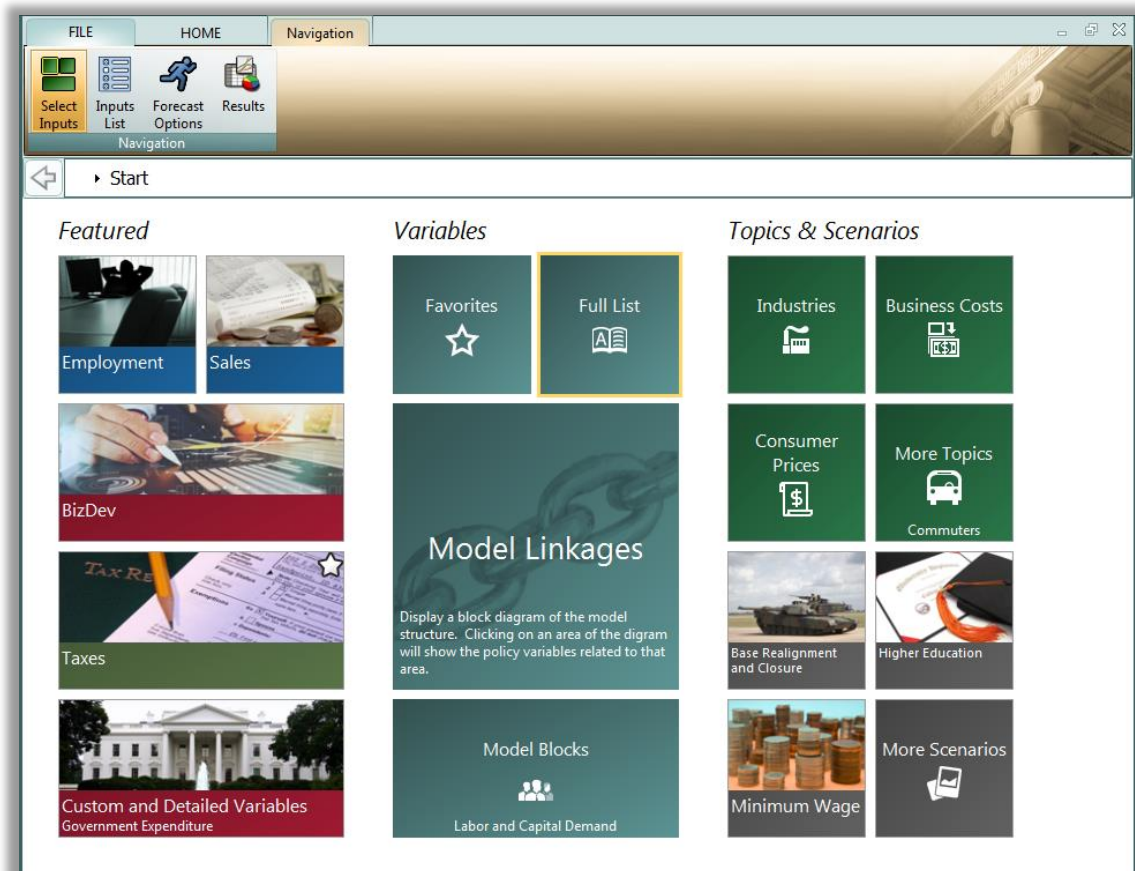 FILE
HOME
Navigation
Select
Inputs
Inputs
List
Forecast
Options
Results
Navigation
Start
Featured
Employment
Sales
BizDev
TAX RE
Exemptions
Taxes
Custom and Detailed Variables
Government Expenditure
Variables
Favorites
Full List
A
Model Linkages
Display a block diagram of the model
structure. Clicking on an area of the digram
will show the policy variables related to that
area.
Model Blocks
Labor and Capital Demand
Topics & Scenarios
Industries
Business Costs
Consumer
Prices
$
More Topics
Commuters
Base Realignment
and Closure
Higher Education
Minimum Wage
More Scenarios